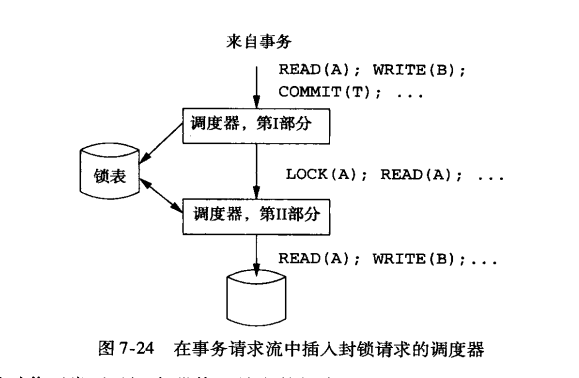 来自事务
READ(A); WRITE(B);
COMMIT(T); ...
调度器，第I部分
锁表
LOCK(A); READ(A); ...
调度器，第II部分
READ(A); WRITE(B);...
图 7-24 在事务请求流中插入封锁请求的调度器